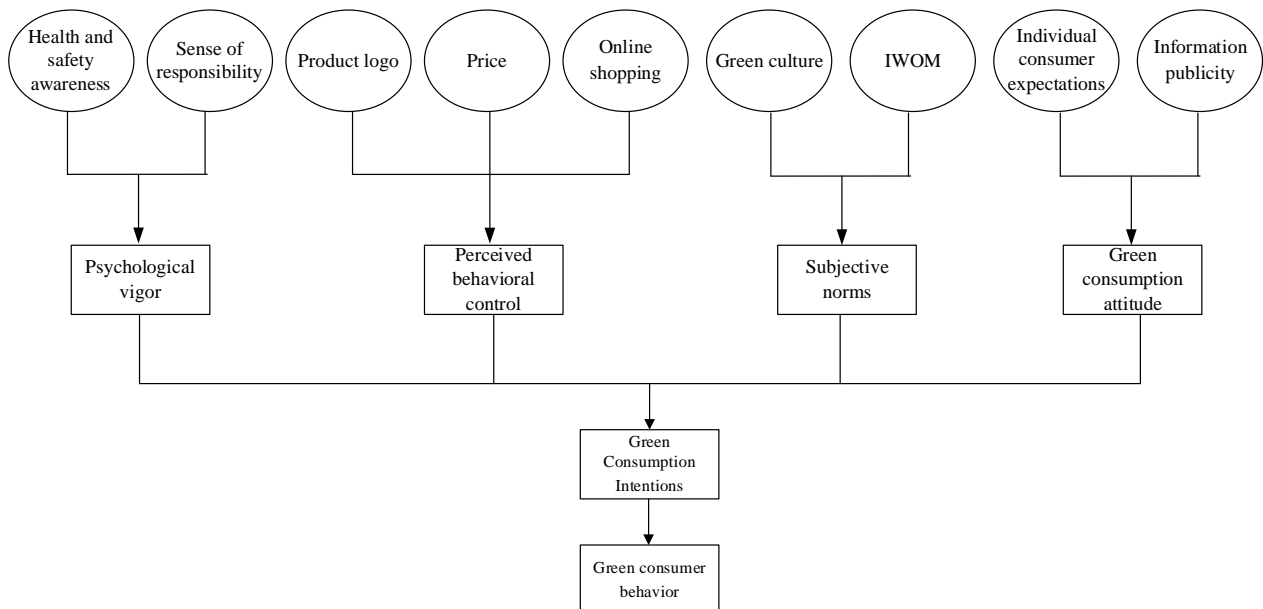 Health and
safety
awareness
Sense of
responsibility
Product logo
Price
Online
shopping
Green culture
IWOM
Individual
consumer
expectations
Information
publicity
Psychological
vigor
Perceived
behavioral
control
Subjective
norms
Green
consumption
attitude
Green
Consumption
Intentions
Green consumer
behavior